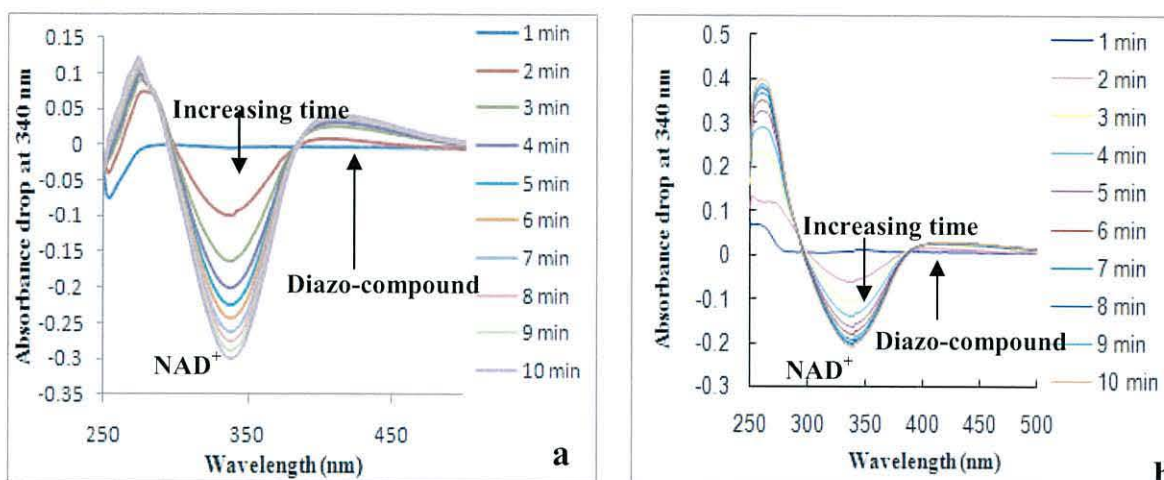 Absorbance drop at 340 nm
0.15
0.1
0.05
0
-0.05
-0.1
-0.15
-0.2
-0.25
-0.3
-0.35
250
350
450
Wavelength (nm)
Increasing time
Diazo-compound
NAD+
1 min
2 min
3 min
4 min
5 min
6 min
7 min
8 min
9 min
10 min
a
Absorbance drop at 340 nm
0.5
0.4
0.3
0.2
0.1
0
-0.1
-0.2
-0.3
250
300
350
400
450
500
Wavelength (nm)
Increasing time
Diazo-compound
NAD+
1 min
2 min
3 min
4 min
5 min
6 min
7 min
8 min
9 min
10 min